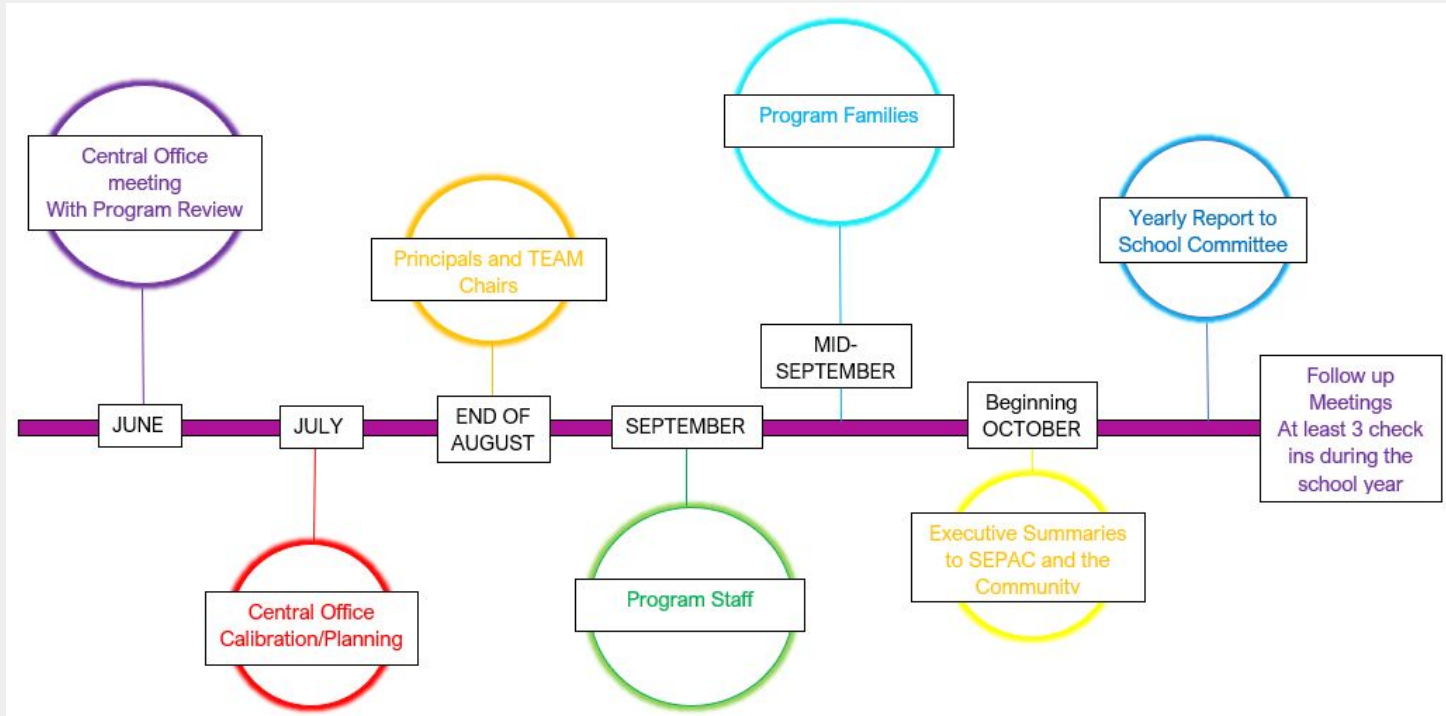 Central Office
meeting
With Program Review
Principals and TEAM
Chairs
Program Families
Yearly Report to
School Committee
JUNE
JULY
END OF
AUGUST
SEPTEMBER
MID-
SEPTEMBER
Beginning
OCTOBER
Follow up
Meetings
At least 3 check
ins during the
school year
Central Office
Calibration/Planning
Program Staff
Executive Summaries
to SEPAC and the
Community